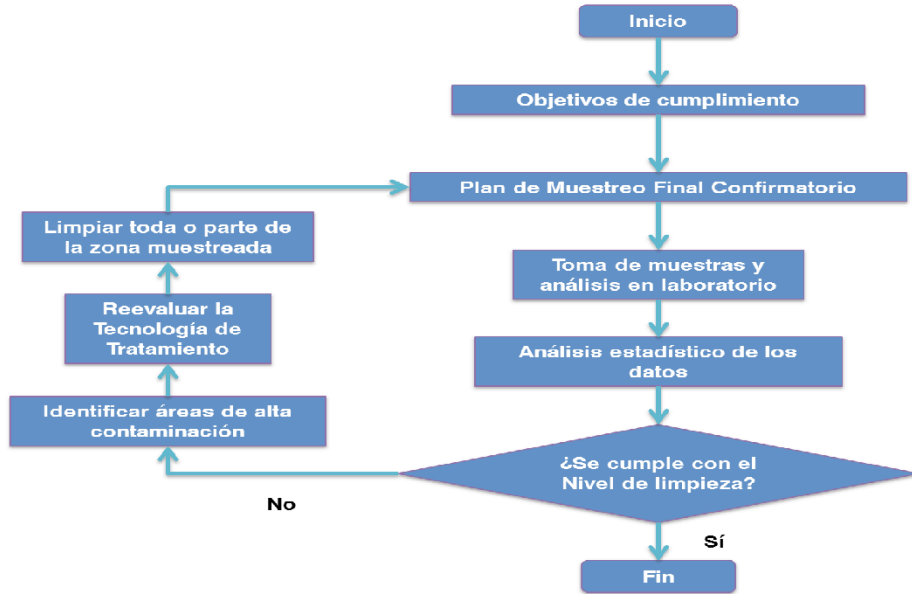 Inicio
Objetivos de cumplimiento
Plan de Muestreo Final Confirmatorio
Toma de muestras y
análisis en laboratorio
Análisis estadístico de los
datos
¿Se cumple con el
Nivel de limpieza?
No
Identificar áreas de alta
contaminación
Reevaluar la
Tecnología de
Tratamiento
Limpiar toda o parte de
la zona muestreada
Sí
Fin